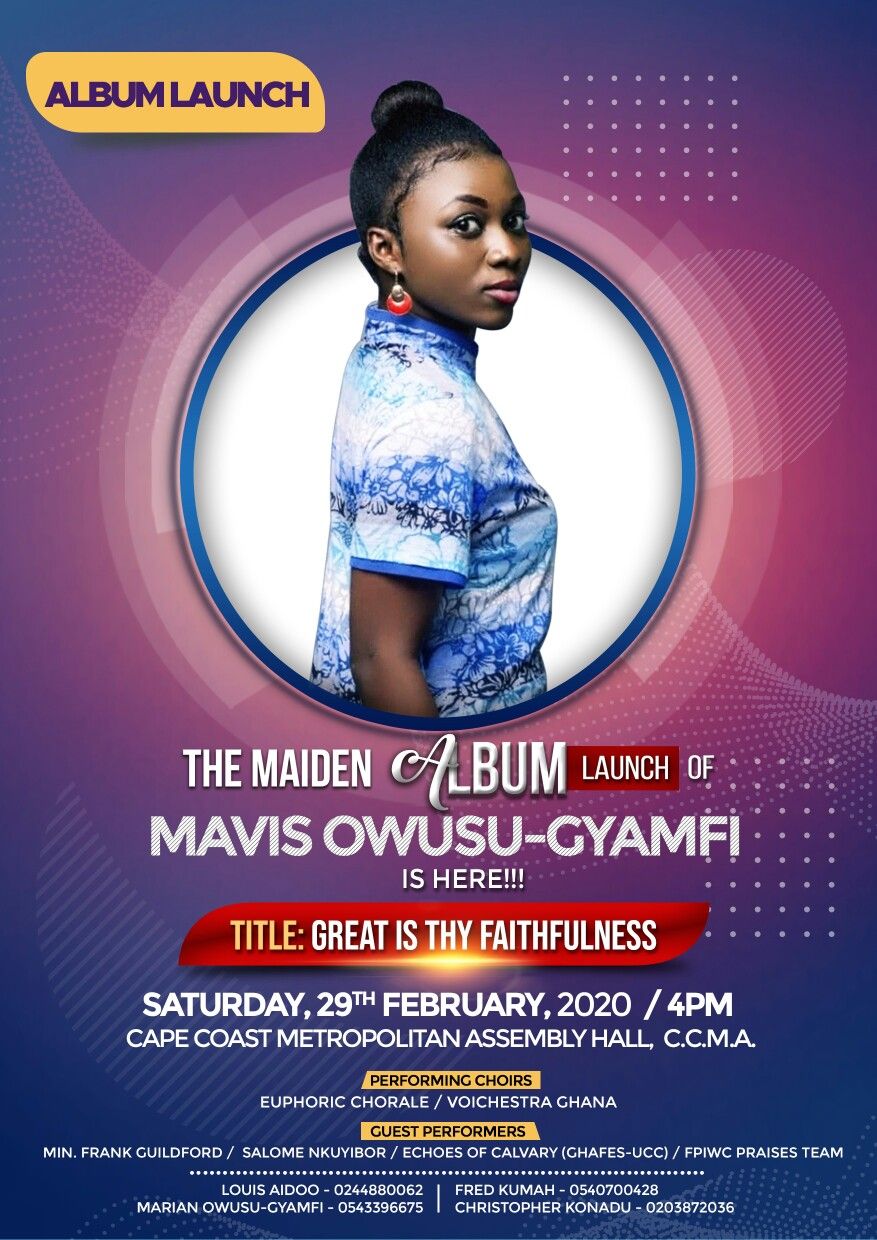 ALBUM LAUNCH
THE MAIDEN ALBUM LAUNCH OF
MAVIS OWUSU-GYAMFI
IS HERE!!!
TITLE: GREAT IS THY FAITHFULNESS
SATURDAY, 29TH FEBRUARY, 2020 / 4PM
CAPE COAST METROPOLITAN ASSEMBLY HALL, C.C.M.A.
PERFORMING CHOIRS
EUPHORIC CHORALE / VOICHESTRA GHANA
GUEST PERFORMERS
MIN. FRANK GUILDFORD / SALOME NKUYIBOR / ECHOES OF CALVARY (GHAFES-UCC) / FPIWC PRAISES TEAM
LOUIS AIDOO - 0244880062 | FRED KUMAH - 0540700428
MARIAN OWUSU-GYAMFI - 0543396675 | CHRISTOPHER KONADU - 0203872036